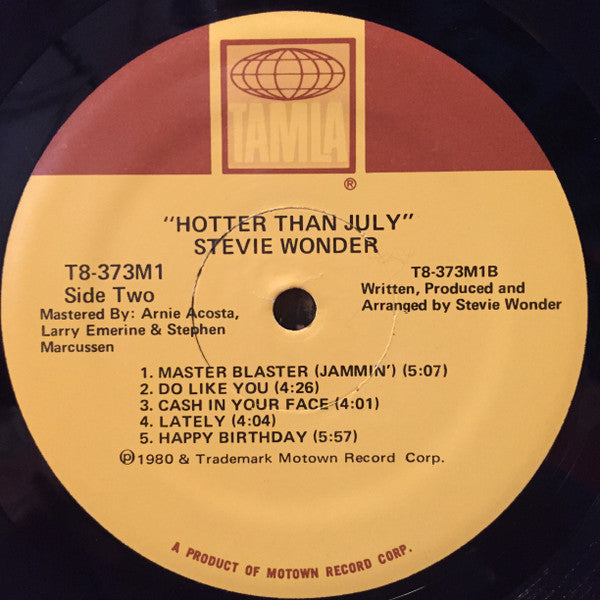 TAMLA
®
"HOTTER THAN JULY"
STEVIE WONDER
T8-373M1
Side Two
Mastered By: Arnie Acosta,
Larry Emerine & Stephen
Marcussen
T8-373M1B
Written, Produced and
Arranged by Stevie Wonder
1. MASTER BLASTER (JAMMIN') (5:07)
2. DO LIKE YOU (4:26)
3. CASH IN YOUR FACE (4:01)
4. LATELY (4:04)
5. HAPPY BIRTHDAY (5:57)
℗1980 & Trademark Motown Record Corp.
A PRODUCT OF MOTOWN RECORD CORP.